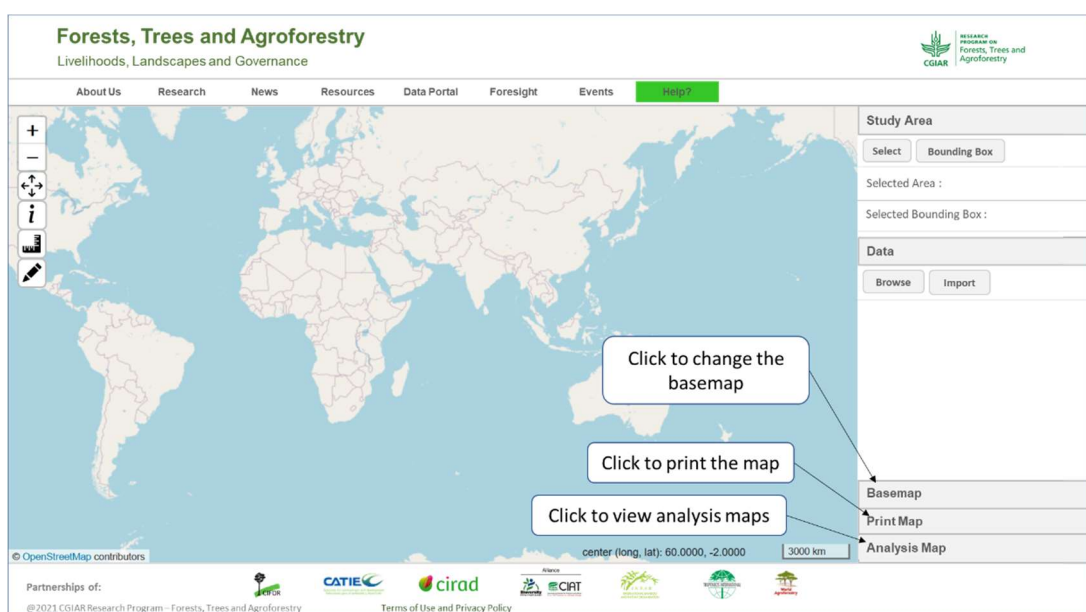 Forests, Trees and Agroforestry
Livelihoods, Landscapes and Governance
CGIAR
RESEARCH
PROGRAM ON
Forests, Trees and
Agroforestry
About Us Research News Resources Data Portal Foresight Events Help?
+
−
i
Study Area
Select Bounding Box
Selected Area :
Selected Bounding Box :
Data
Browse Import
Click to change the
basemap
Click to print the map
Click to view analysis maps
Basemap
Print Map
Analysis Map
© OpenStreetMap contributors
center (long, lat): 60.0000, -2.0000
3000 km
Partnerships of:
CIFOR
CATIE
cirad
Alliance
Bioversity
CIAT
World
Agroforestry
@2021 CGIAR Research Program – Forests, Trees and Agroforestry
Terms of Use and Privacy Policy